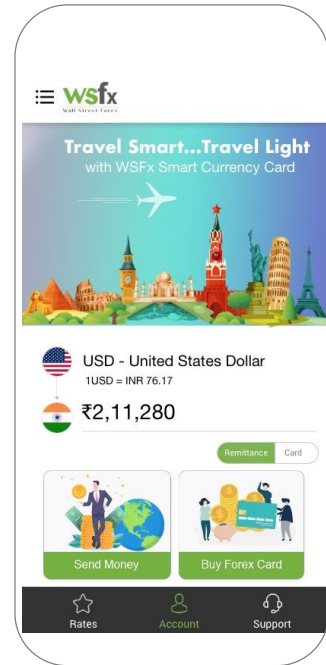 WSfx
Wall Street Forex
Travel Smart...Travel Light
with WSFx Smart Currency Card
USD - United States Dollar
1USD = INR 76.17
₹2,11,280
Remittance Card
Send Money Buy Forex Card
Rates Account Support